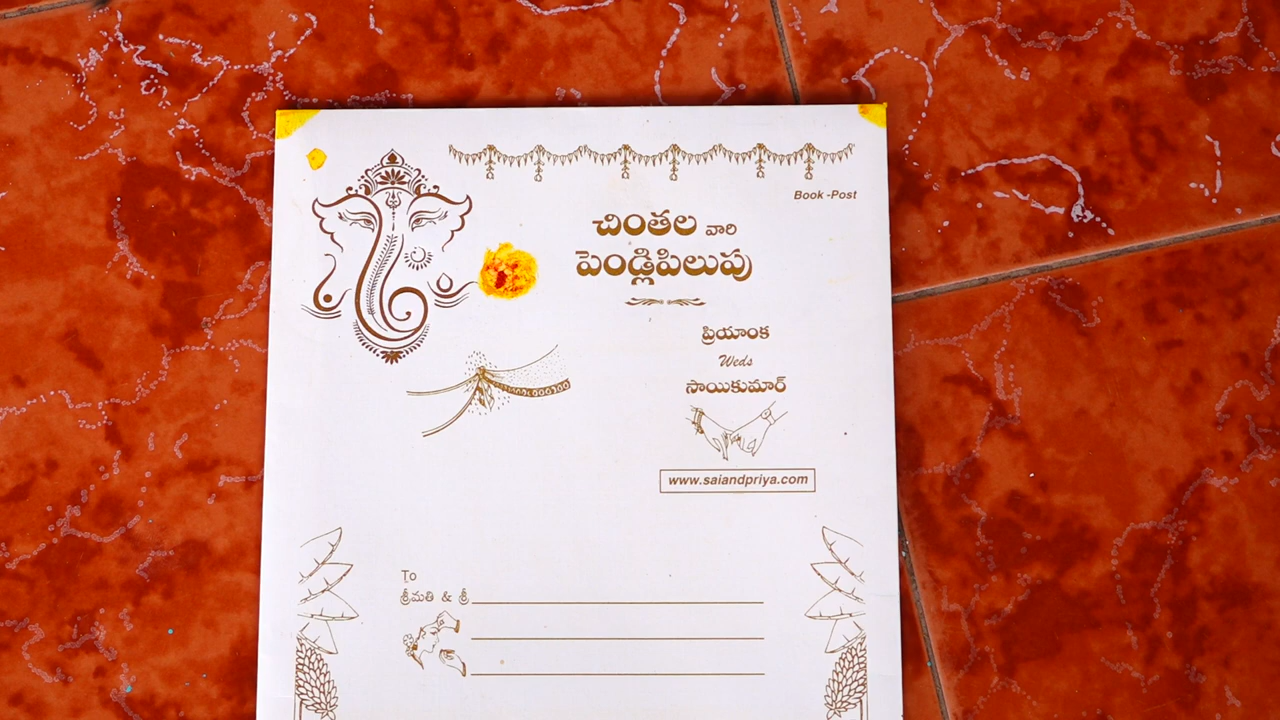 Book -Post
చింతల వారి
పెండ్లిపిలుపు
ప్రియాంక
Weds
సాయికుమార్
www.saiandpriya.com
To
శ్రీమతి & శ్రీ